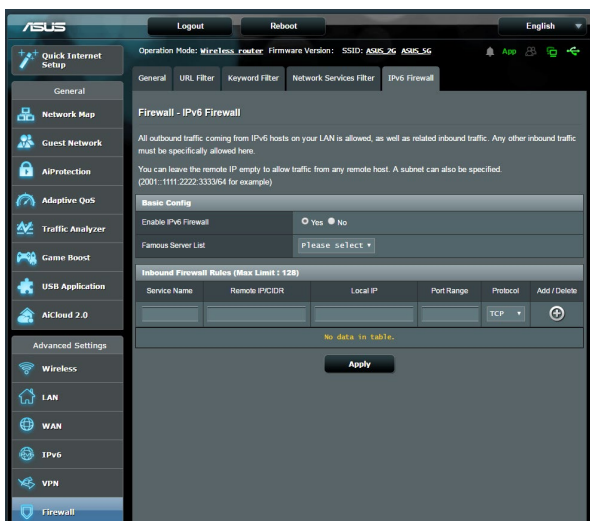 ASUS
Logout
Reboot
English
Quick Internet Setup
Operation Mode: Wireless router Firmware Version: SSID: ASUS_2G ASUS_5G
App
General
URL Filter
Keyword Filter
Network Services Filter
IPv6 Firewall
General
Network Map
Guest Network
AiProtection
Adaptive QoS
Traffic Analyzer
Game Boost
USB Application
AiCloud 2.0
Advanced Settings
Wireless
LAN
WAN
IPv6
VPN
Firewall
Firewall - IPv6 Firewall
All outbound traffic coming from IPv6 hosts on your LAN is allowed, as well as related inbound traffic. Any other inbound traffic
must be specifically allowed here.
You can leave the remote IP empty to allow traffic from any remote host. A subnet can also be specified.
(2001::1111:2222:3333/64 for example)
Basic Config
Enable IPv6 Firewall
Yes No
Famous Server List
Please select
Inbound Firewall Rules (Max Limit : 128)
Service Name Remote IP/CIDR Local IP Port Range Protocol Add / Delete
TCP
No data in table.
Apply